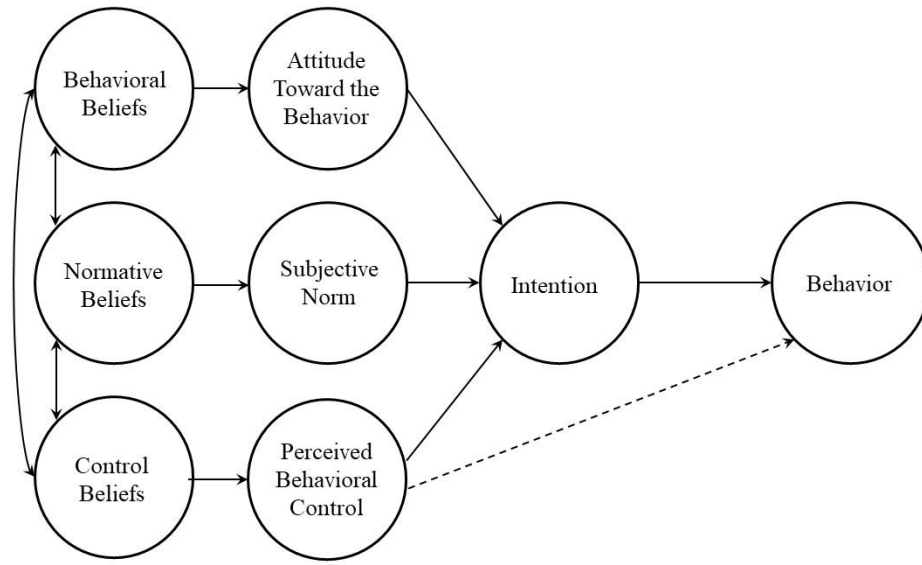 Behavioral
Beliefs
Attitude
Toward the
Behavior
Normative
Beliefs
Subjective
Norm
Intention
Behavior
Control
Beliefs
Perceived
Behavioral
Control